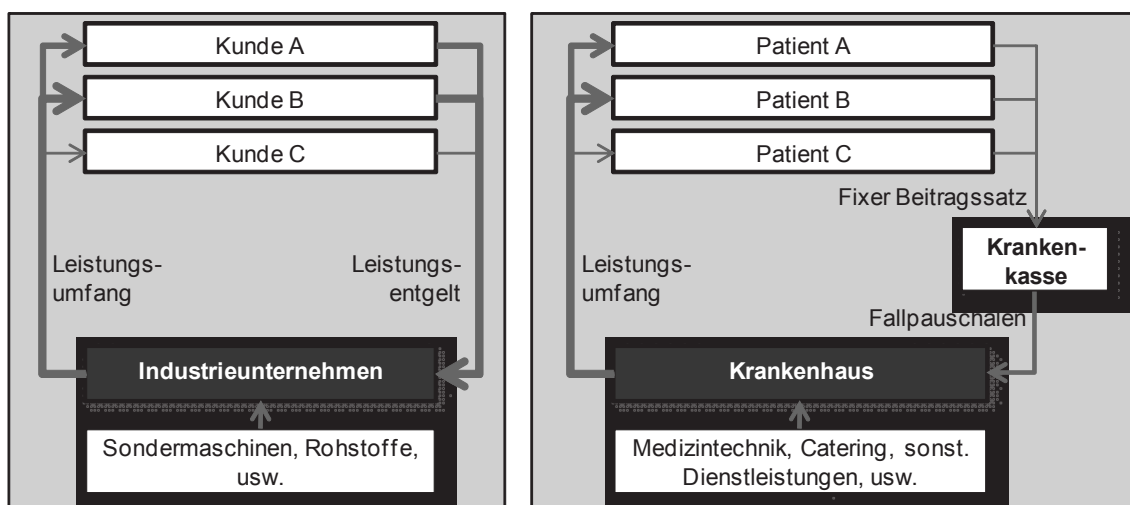 Kunde A
Kunde B
Kunde C
Leistungs-
umfang
Leistungs-
entgelt
Industrieunternehmen
Sondermaschinen, Rohstoffe,
usw.
Patient A
Patient B
Patient C
Fixer Beitragssatz
Kranken-
kasse
Leistungs-
umfang
Fallpauschalen
Krankenhaus
Medizintechnik, Catering, sonst.
Dienstleistungen, usw.